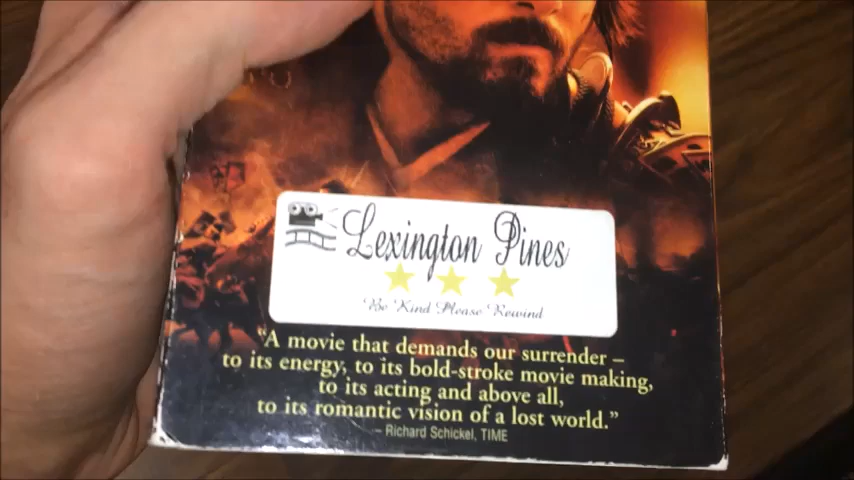 Lexington Pines
Be Kind Please Rewind
"A movie that demands our surrender –
to its energy, to its bold-stroke movie making,
to its acting and above all,
to its romantic vision of a lost world."
– Richard Schickel, TIME